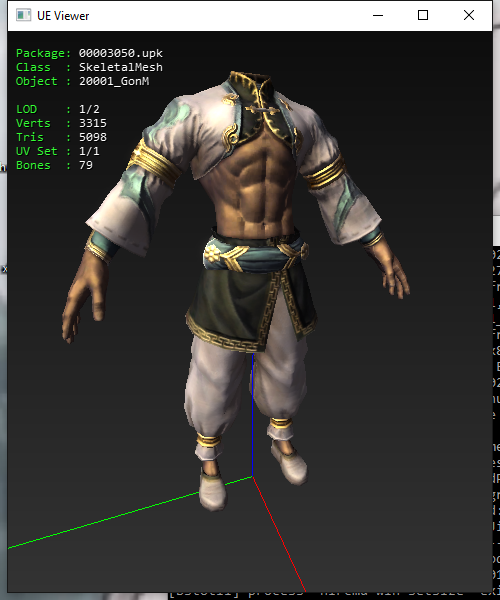 UE Viewer
Package: 00003050.upk
Class : SkeletalMesh
Object : 20001_GonM
LOD : 1/2
Verts : 3315
Tris : 5098
UV Set : 1/1
Bones : 79